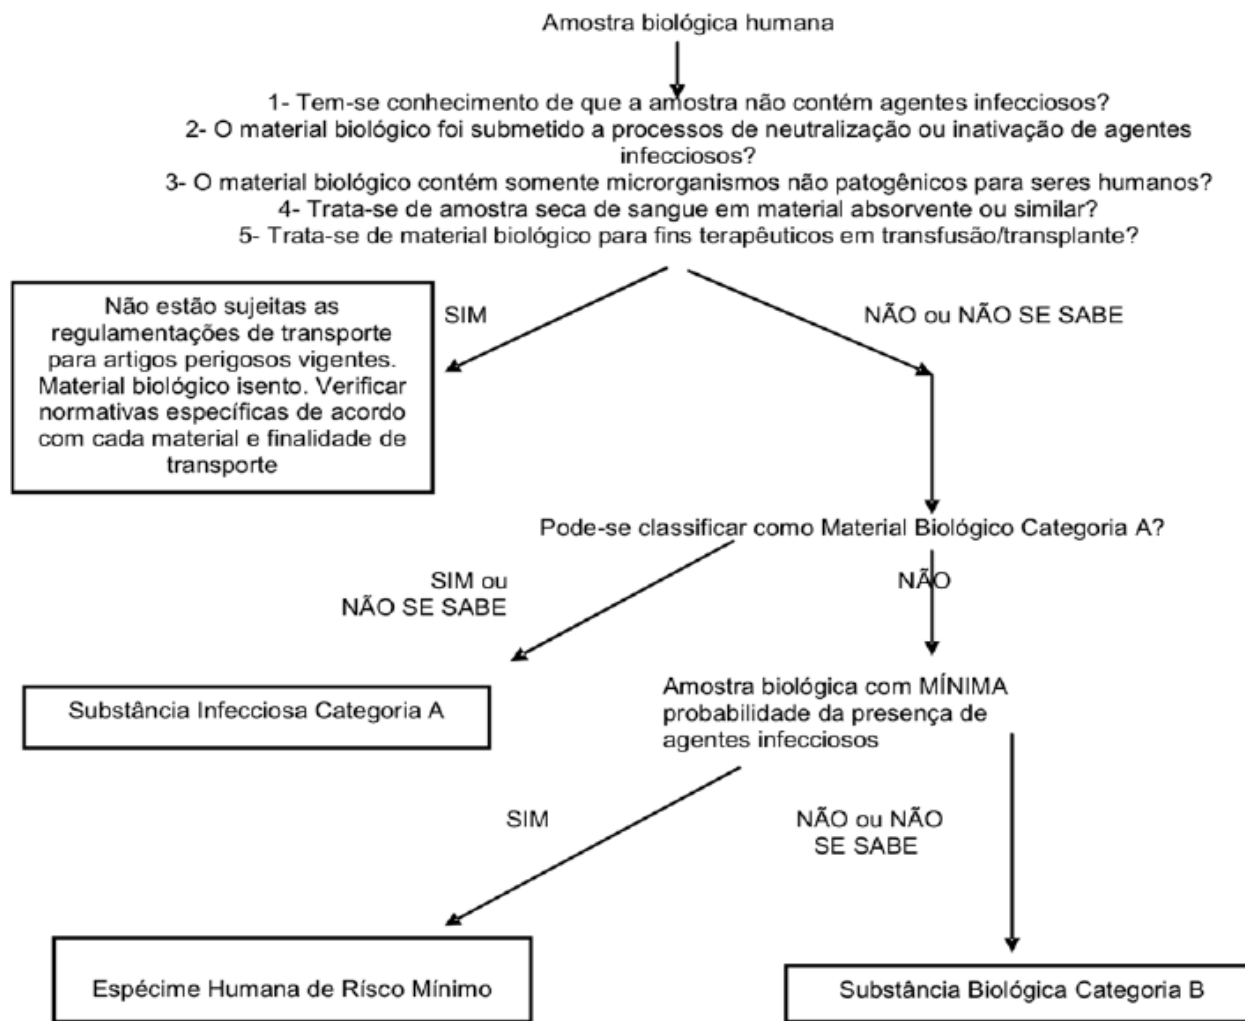 Amostra biológica humana
1- Tem-se conhecimento de que a amostra não contém agentes infecciosos?
2- O material biológico foi submetido a processos de neutralização ou inativação de agentes
infecciosos?
3- O material biológico contém somente microrganismos não patogênicos para seres humanos?
4- Trata-se de amostra seca de sangue em material absorvente ou similar?
5- Trata-se de material biológico para fins terapêuticos em transfusão/transplante?
Não estão sujeitas as
regulamentações de transporte
para artigos perigosos vigentes.
Material biológico isento. Verificar
normativas específicas de acordo
com cada material e finalidade de
transporte
SIM
NÃO ou NÃO SE SABE
Pode-se classificar como Material Biológico Categoria A?
SIM ou
NÃO SE SABE
NÃO
Substância Infecciosa Categoria A
Amostra biológica com MÍNIMA
probabilidade da presença de
agentes infecciosos
SIM
NÃO ou NÃO
SE SABE
Espécime Humana de Rísco Mínimo
Substância Biológica Categoria B